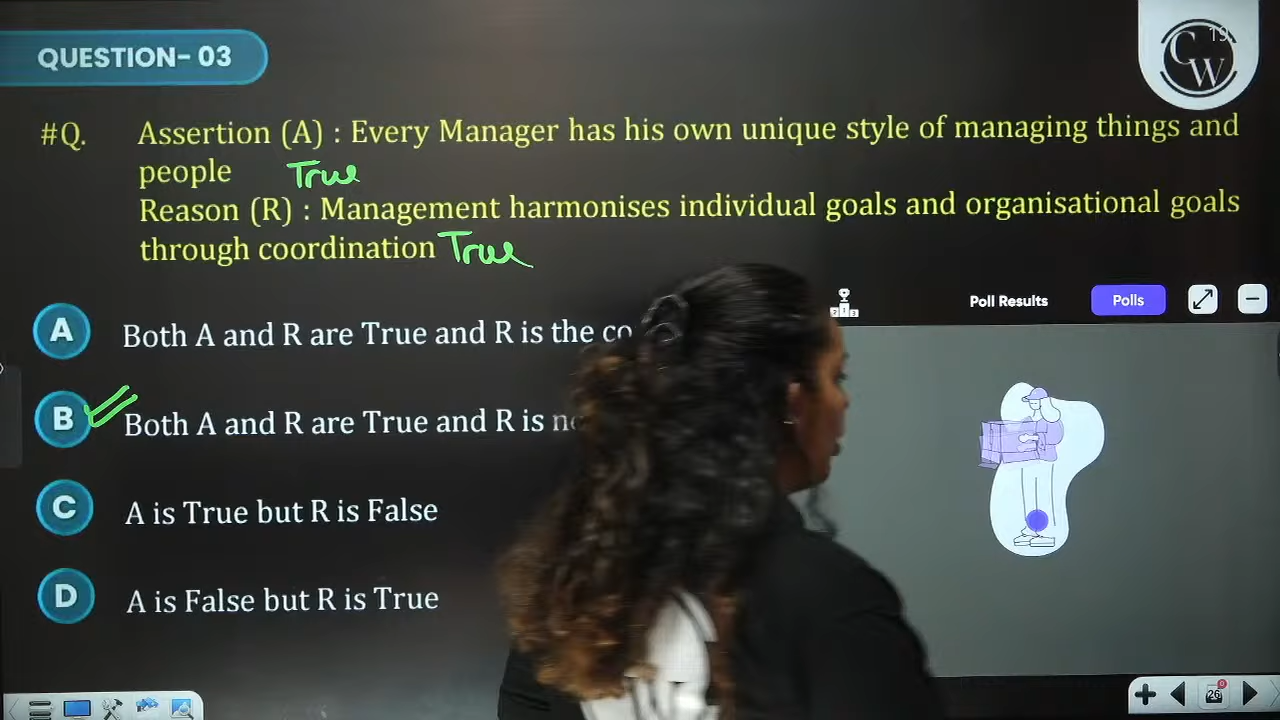 QUESTION- 03
19
CW
#Q. Assertion (A) : Every Manager has his own unique style of managing things and
people True
Reason (R) : Management harmonises individual goals and organisational goals
through coordination True
A Both A and R are True and R is the
B Both A and R are True and R is
C A is True but R is False
D A is False but R is True
Poll Results
Polls
26